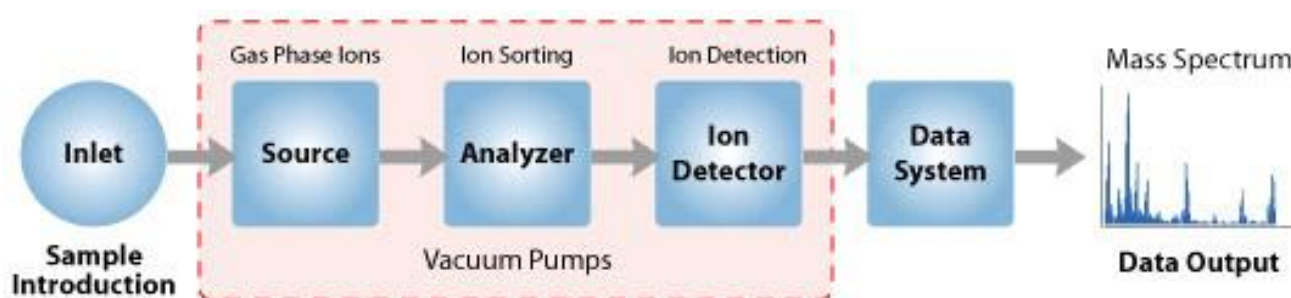 Gas Phase Ions
Ion Sorting
Ion Detection
Mass Spectrum
Inlet
Source
Analyzer
Ion
Detector
Data
System
Sample
Introduction
Vacuum Pumps
Data Output